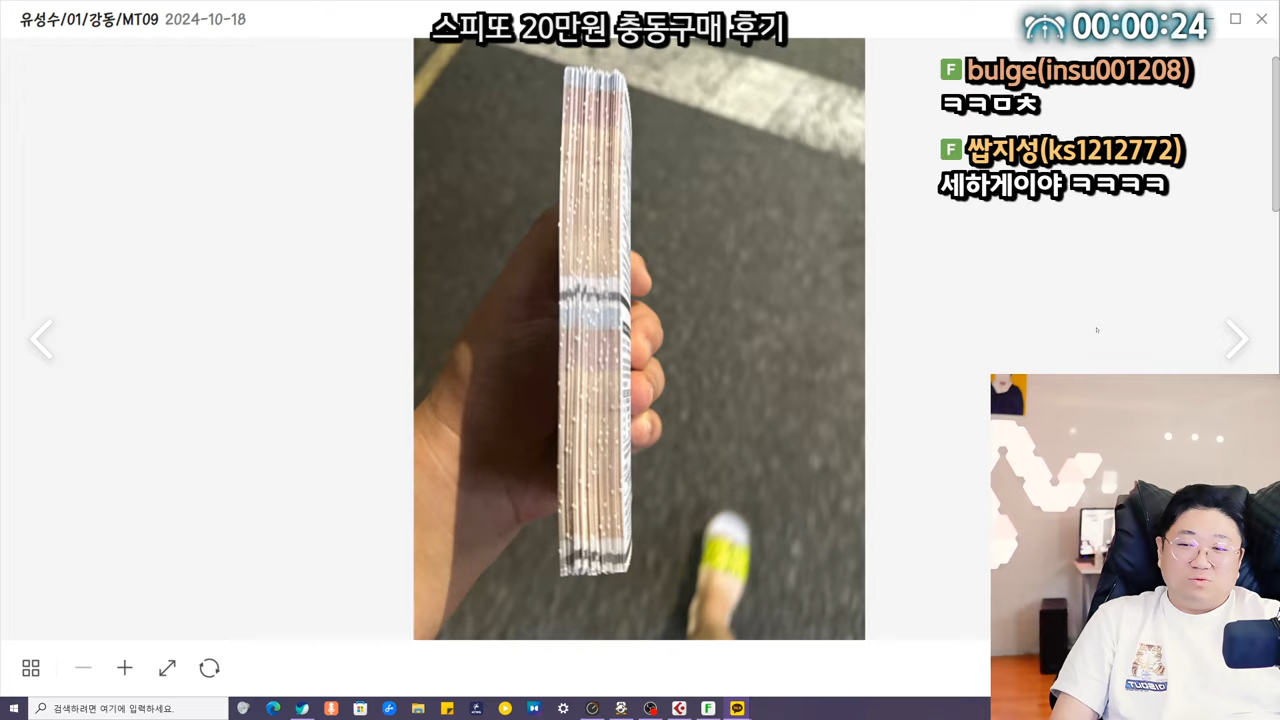 유성수/01/강동/MT09 2024-10-18
스피또 20만원 충동구매 후기
00:00:24
F bulge(insu001208)
ㅋㅋㅁㅊ
F 쌉지성(ks1212772)
세하게이야 ㅋㅋㅋㅋ
검색하려면 여기에 입력하세요.